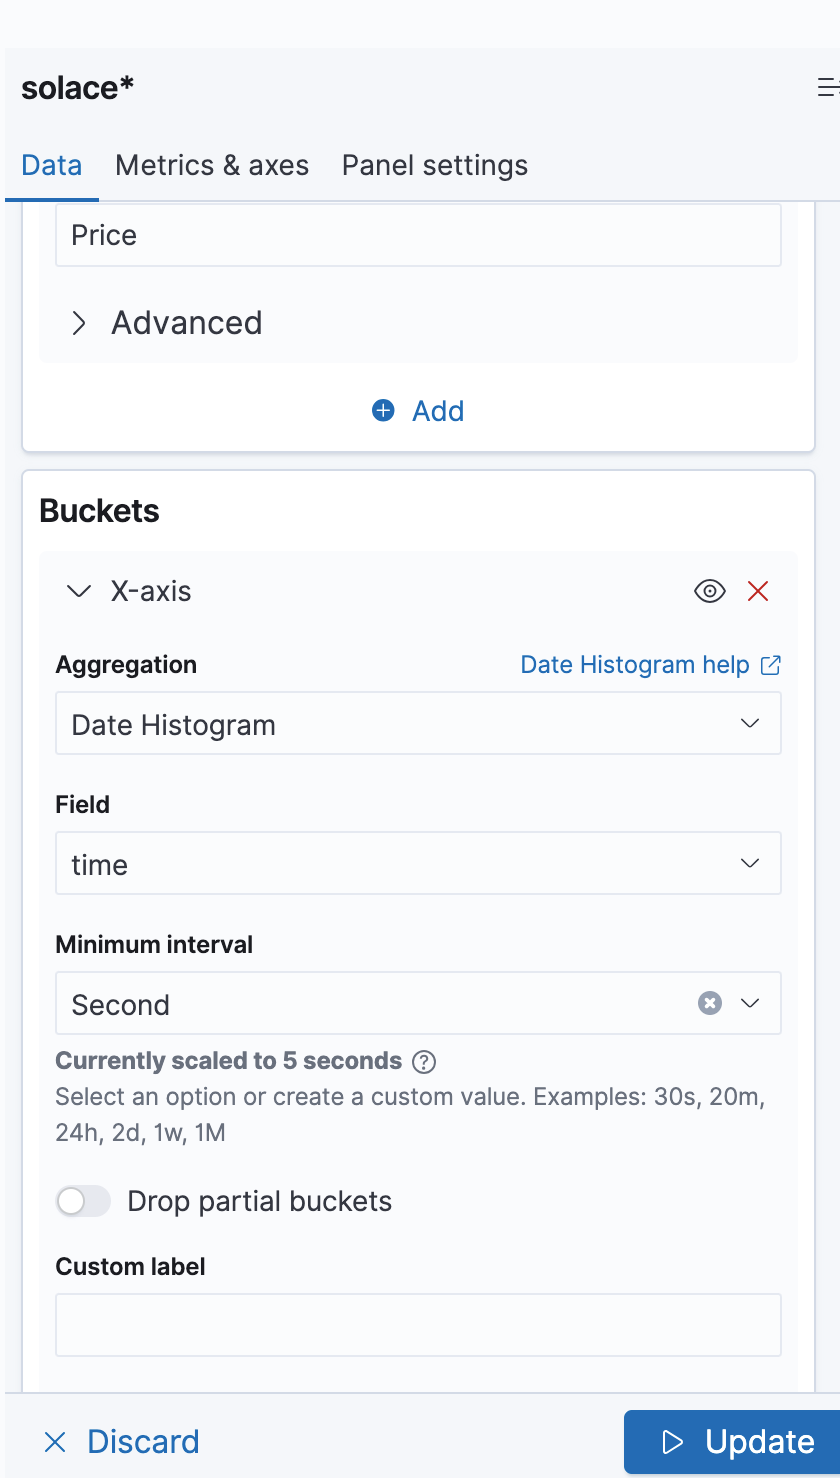 solace*
Data Metrics & axes Panel settings
Price
Advanced
Add
Buckets
X-axis
Aggregation Date Histogram help
Date Histogram
Field
time
Minimum interval
Second
Currently scaled to 5 seconds
Select an option or create a custom value. Examples: 30s, 20m,
24h, 2d, 1w, 1M
Drop partial buckets
Custom label
Discard Update